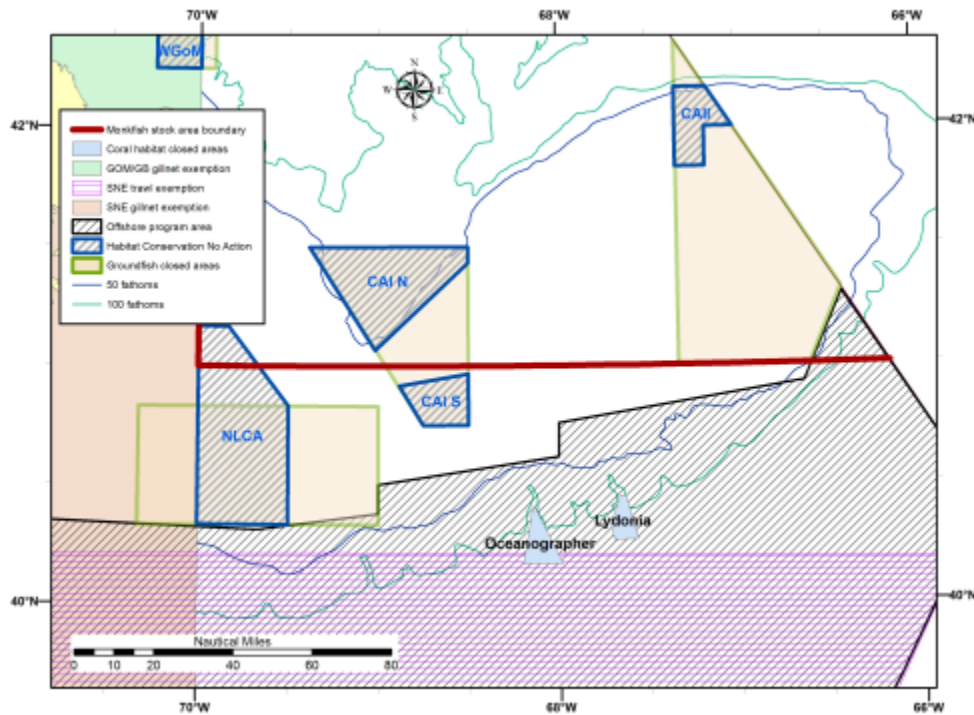 70°W 68°W 66°W
WGoM
N
W E
S
42°N 42°N
CAII
Monkfish stock area boundary
Coral habitat closed areas
GOM/GB gillnet exemption
SNE trawl exemption
SNE gillnet exemption
Offshore program area
Habitat Conservation No Action
Groundfish closed areas
50 fathoms
100 fathoms
CAI N
CAI S
NLCA
Lydonia
Oceanographer
40°N 40°N
Nautical Miles
0 10 20 40 60 80
70°W 68°W 66°W